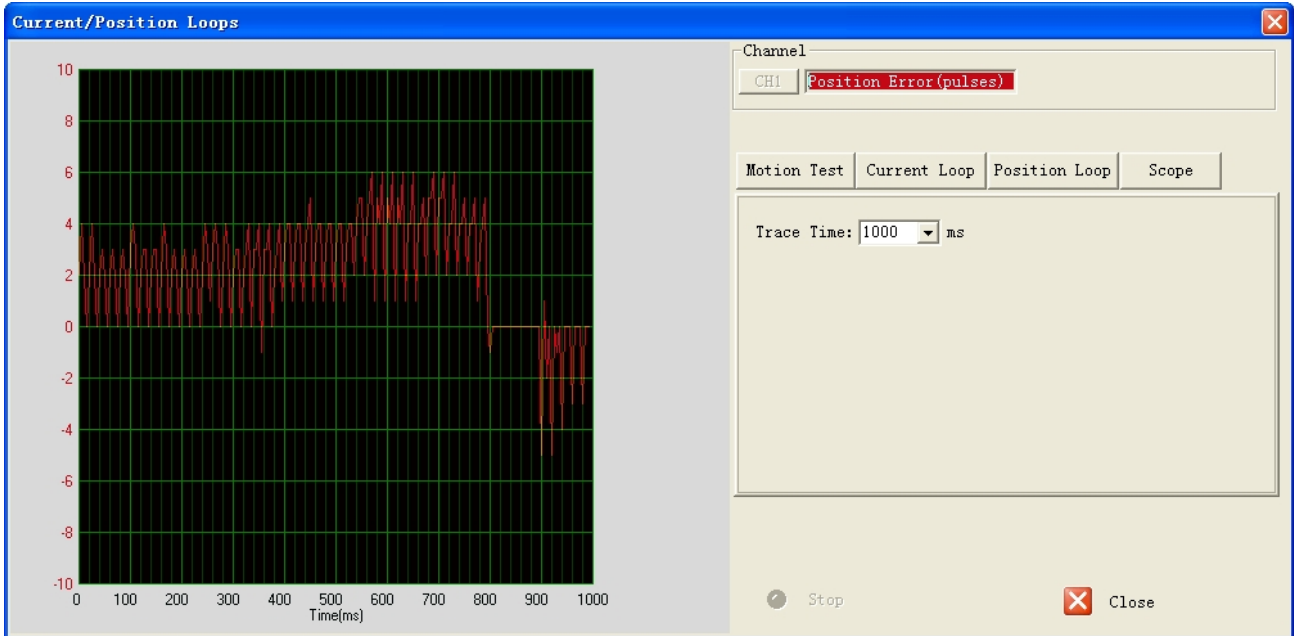 Current/Position Loops
Channel
CH1 Position Error(pulses)
Motion Test Current Loop Position Loop Scope
Trace Time: 1000 ms
10
8
6
4
2
0
-2
-4
-6
-8
-10
0 100 200 300 400 500 600 700 800 900 1000
Time(ms)
Stop Close